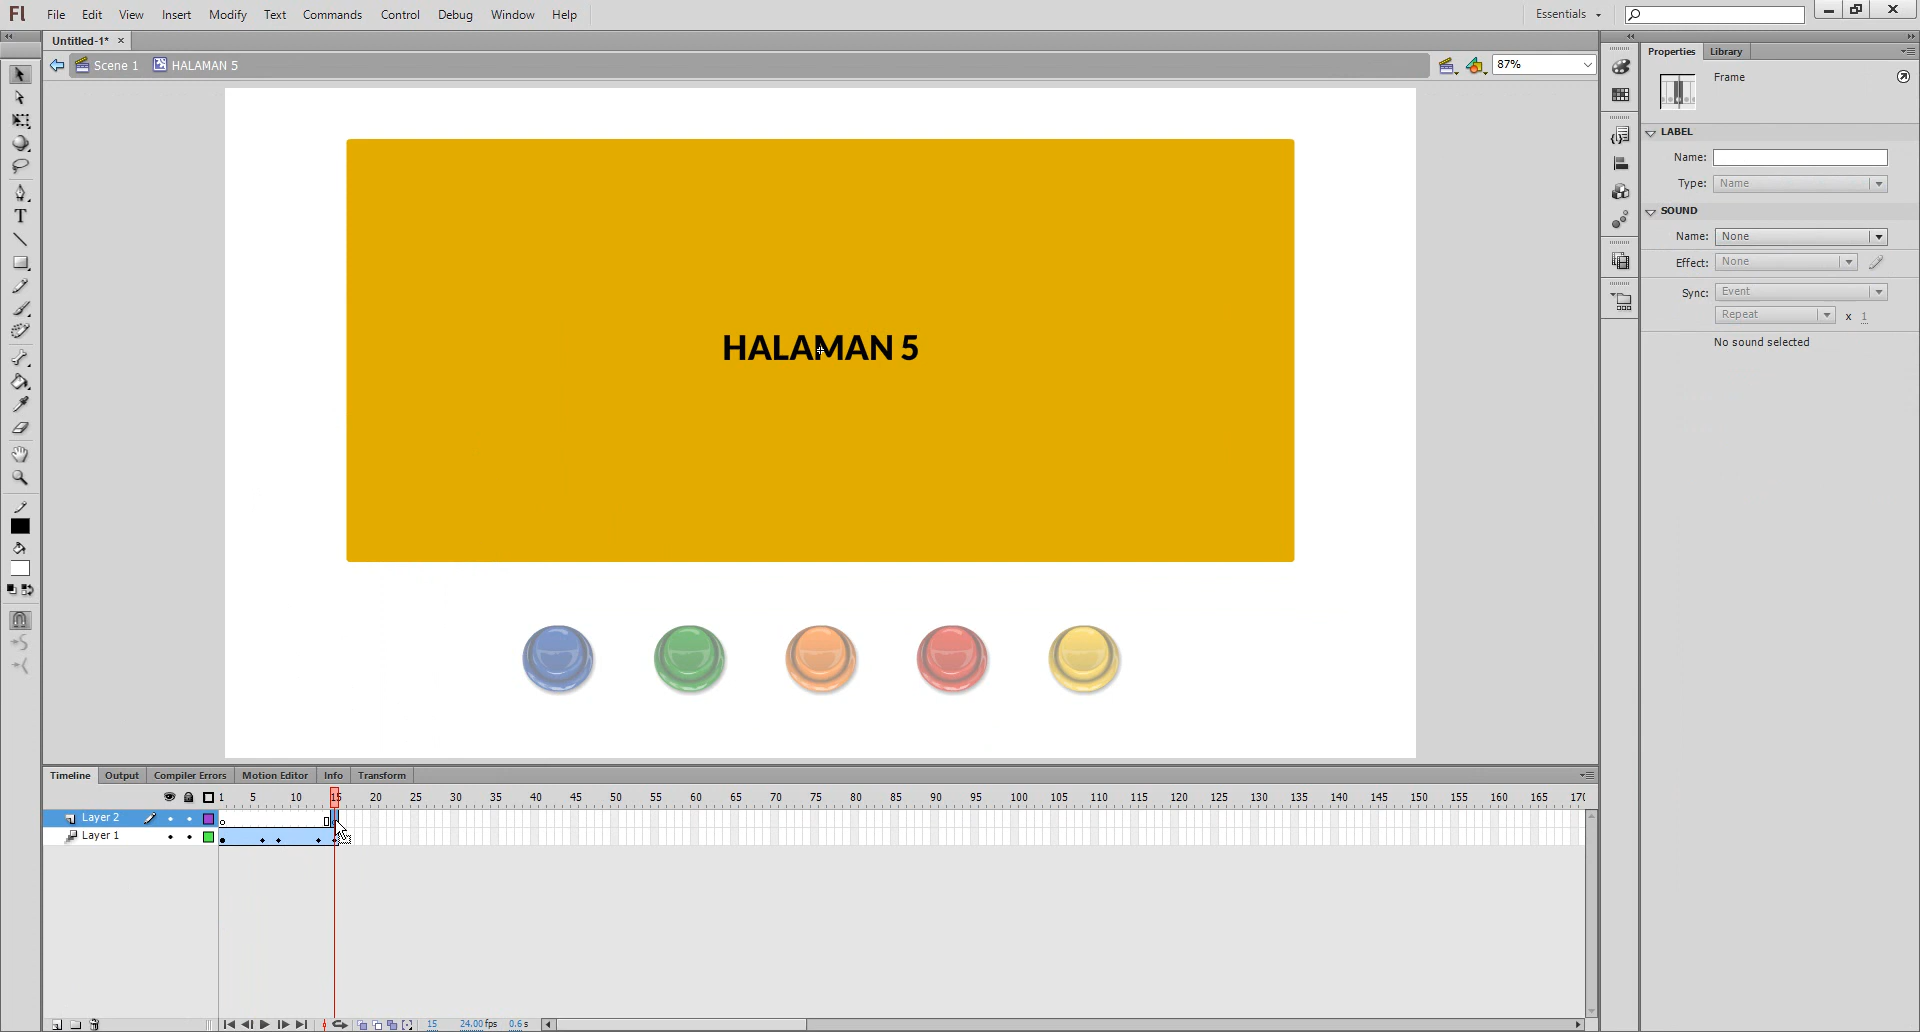 Fl File Edit View Insert Modify Text Commands Control Debug Window Help Essentials
Untitled-1* ×
Scene 1 HALAMAN 5 87%
Properties Library
Frame
LABEL
Name:
Type: Name
SOUND
Name: None
Effect: None
Sync: Event
Repeat x 1
No sound selected
HALAMAN 5
Timeline Output Compiler Errors Motion Editor Info Transform
1 5 10 15 20 25 30 35 40 45 50 55 60 65 70 75 80 85 90 95 100 105 110 115 120 125 130 135 140 145 150 155 160 165 170
Layer 2
Layer 1
15 24.00 fps 0.6 s